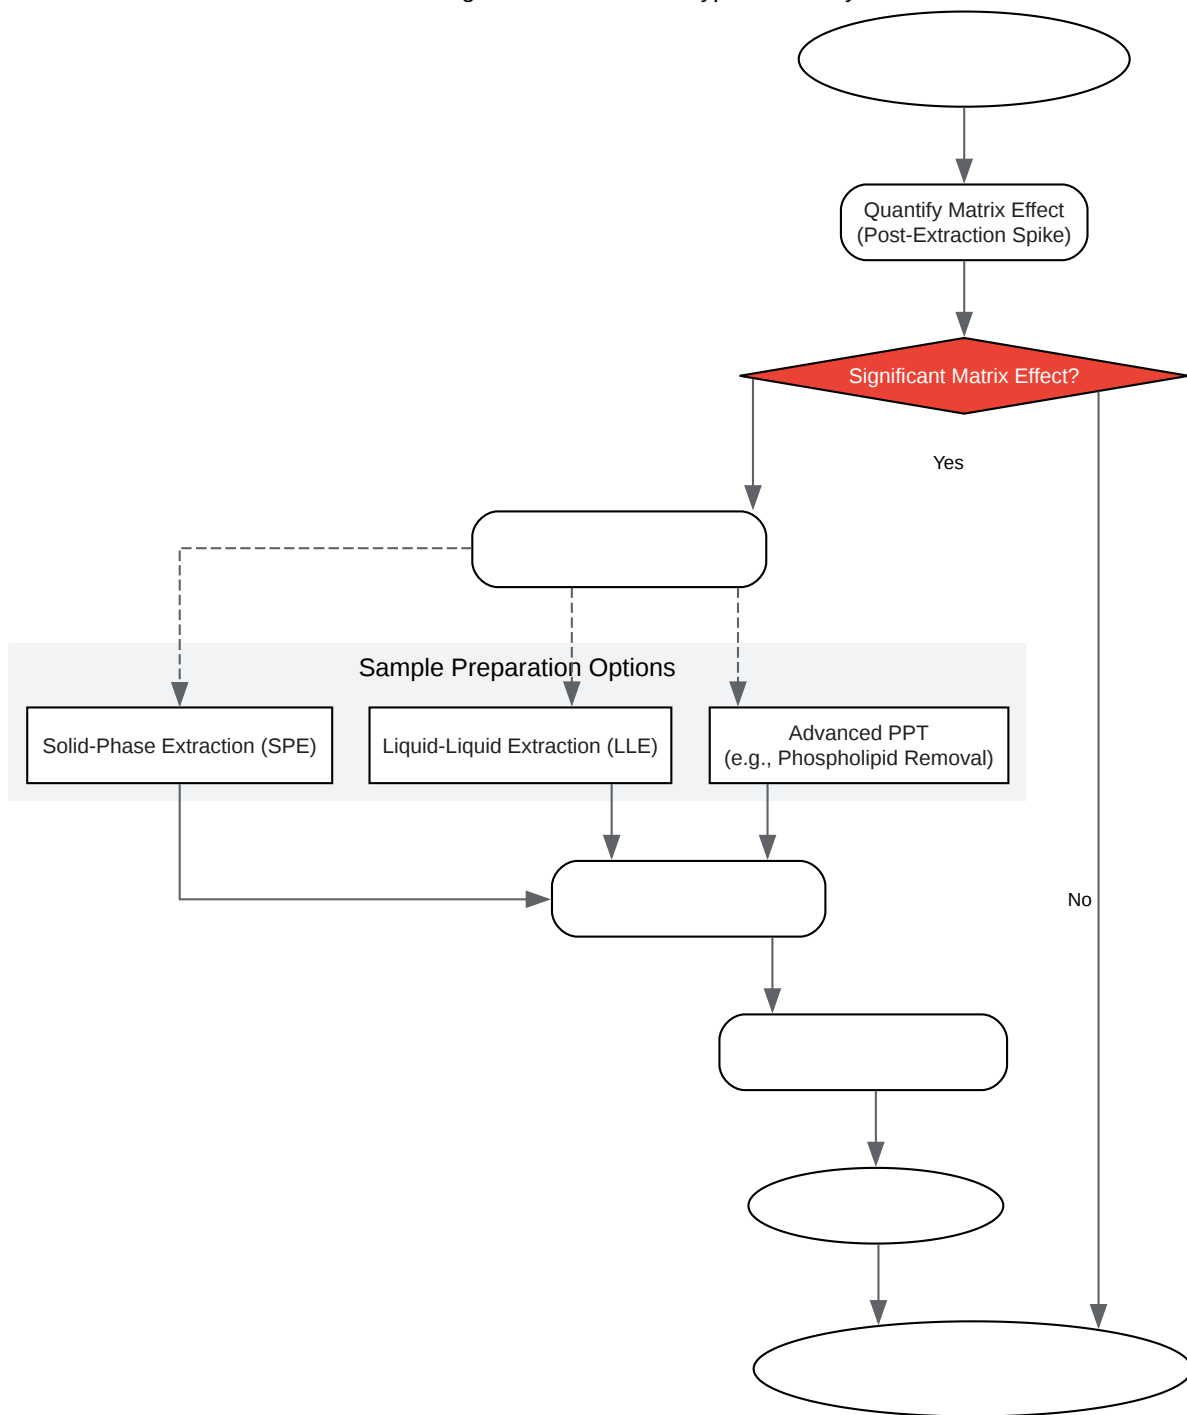 Quantify Matrix Effect
(Post-Extraction Spike)
Significant Matrix Effect?
Yes
Sample Preparation Options
Solid-Phase Extraction (SPE)
Liquid-Liquid Extraction (LLE)
Advanced PPT
(e.g., Phospholipid Removal)
No